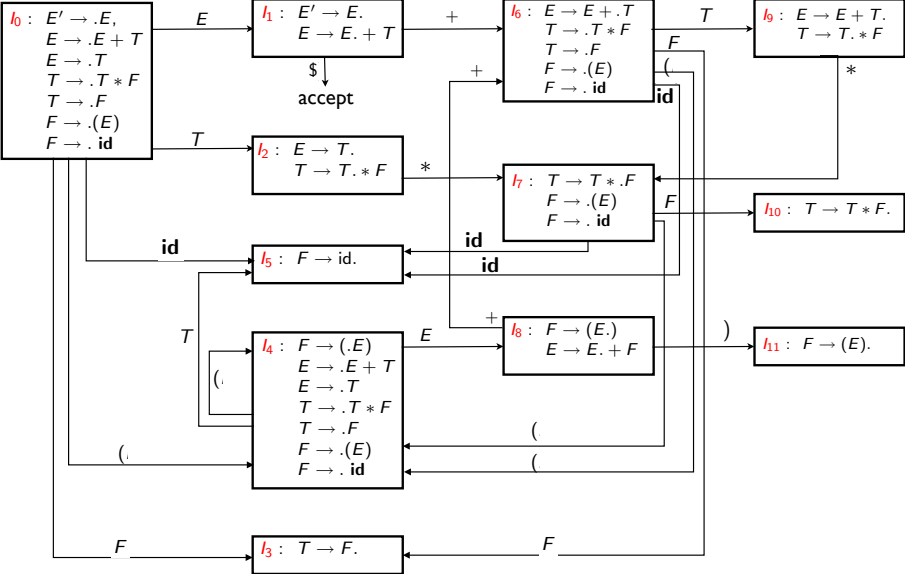 I0 : E′ → .E,
E → .E + T
E → .T
T → .T ∗ F
T → .F
F → .(E)
F → . id
E
I1 : E′ → E.
E → E. + T
$
accept
+
I6 : E → E + .T
T → .T ∗ F
T → .F
F → .(E)
F → . id
T
F
(
id
I9 : E → E + T.
T → T. ∗ F
∗
+
T
I2 : E → T.
T → T. ∗ F
∗
I7 : T → T ∗ .F
F → .(E)
F → . id
F
I10 : T → T ∗ F.
id
I5 : F → id.
id
id
T
(
I4 : F → (.E)
E → .E + T
E → .T
T → .T ∗ F
T → .F
F → .(E)
F → . id
E
+
I8 : F → (E.)
E → E. + F
)
I11 : F → (E).
(
(
(
F
I3 : T → F.
F